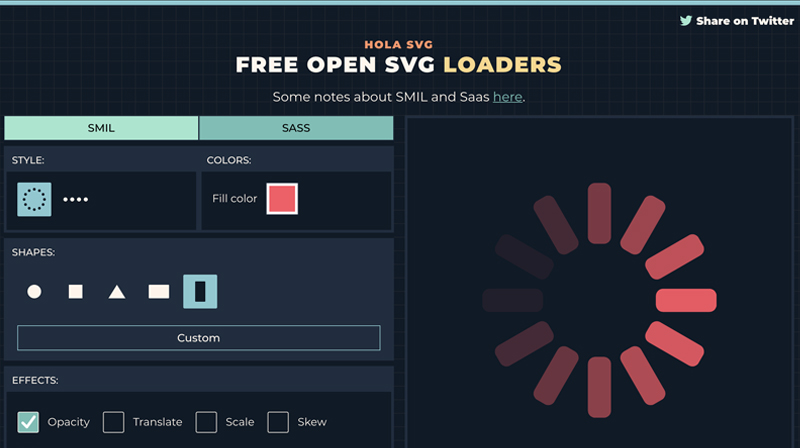 Share on Twitter
HOLA SVG
FREE OPEN SVG LOADERS
Some notes about SMIL and Saas here.
SMIL SASS
STYLE: COLORS:
Fill color
SHAPES:
Custom
EFFECTS:
Opacity Translate Scale Skew